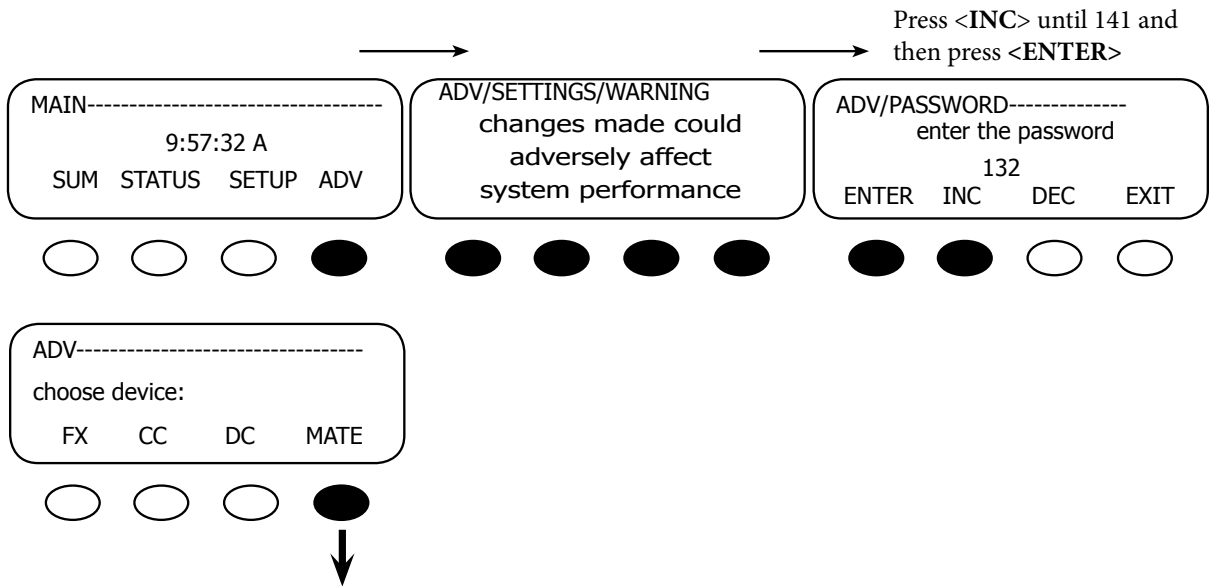 Press <INC> until 141 and
then press <ENTER>
MAIN-----------------------------------
9:57:32 A
SUM STATUS SETUP ADV
ADV/SETTINGS/WARNING
changes made could
adversely affect
system performance
ADV/PASSWORD--------------
enter the password
132
ENTER INC DEC EXIT
ADV----------------------------------
choose device:
FX CC DC MATE